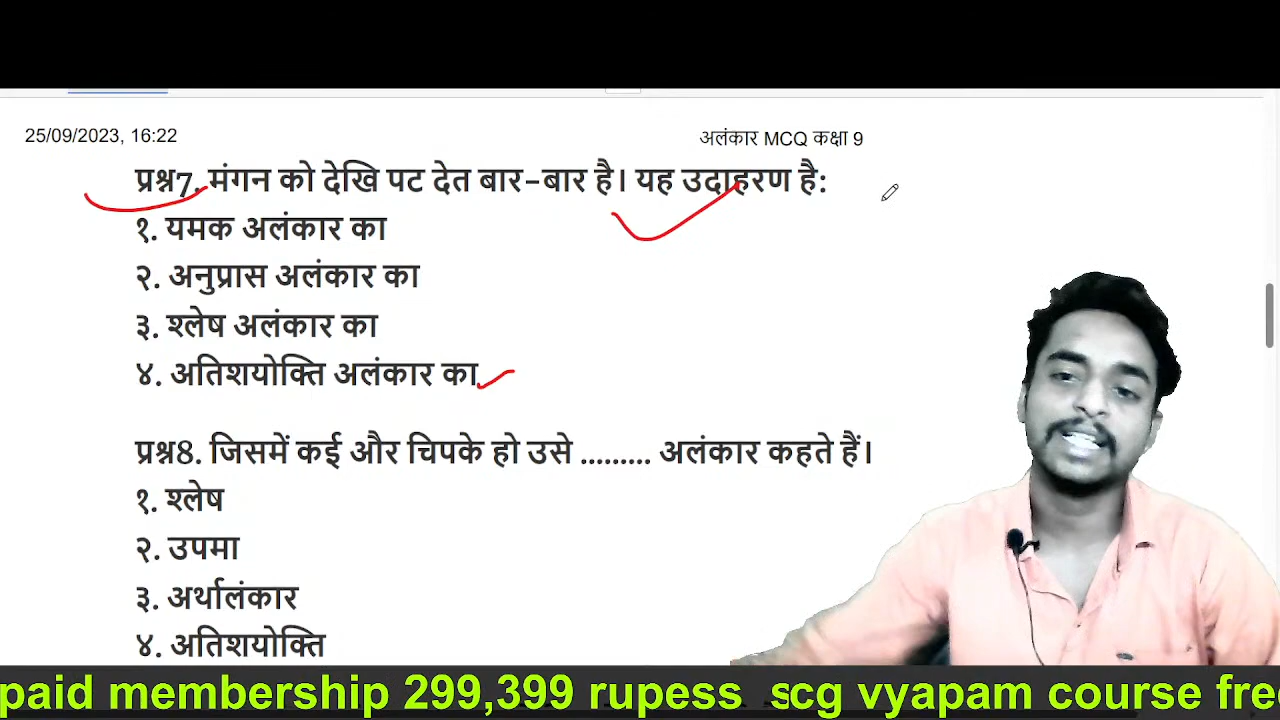 25/09/2023, 16:22
अलंकार MCQ कक्षा 9
प्रश्न7. मंगन को देखि पट देत बार-बार है। यह उदाहरण है:
१. यमक अलंकार का
२. अनुप्रास अलंकार का
३. श्लेष अलंकार का
४. अतिशयोक्ति अलंकार का
प्रश्न8. जिसमें कई और चिपके हो उसे ......... अलंकार कहते हैं।
१. श्लेष
२. उपमा
३. अर्थालंकार
४. अतिशयोक्ति
paid membership 299,399 rupess scg vyapam course fre